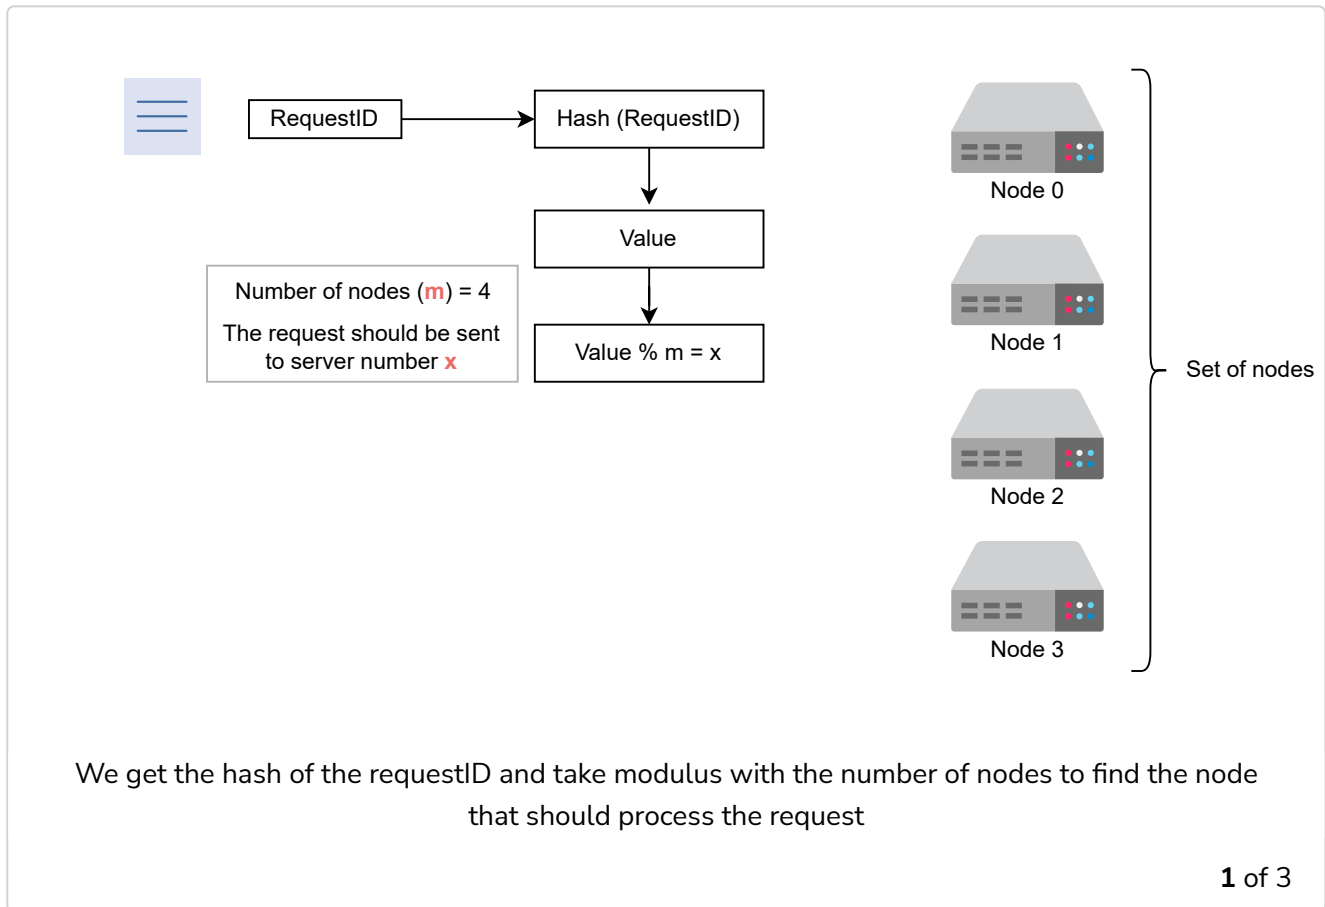 RequestID
Hash (RequestID)
Node 0
Value
Number of nodes (m) = 4
The request should be sent
to server number x
Value % m = x
Node 1
Set of nodes
Node 2
Node 3
We get the hash of the requestID and take modulus with the number of nodes to find the node
that should process the request
1 of 3